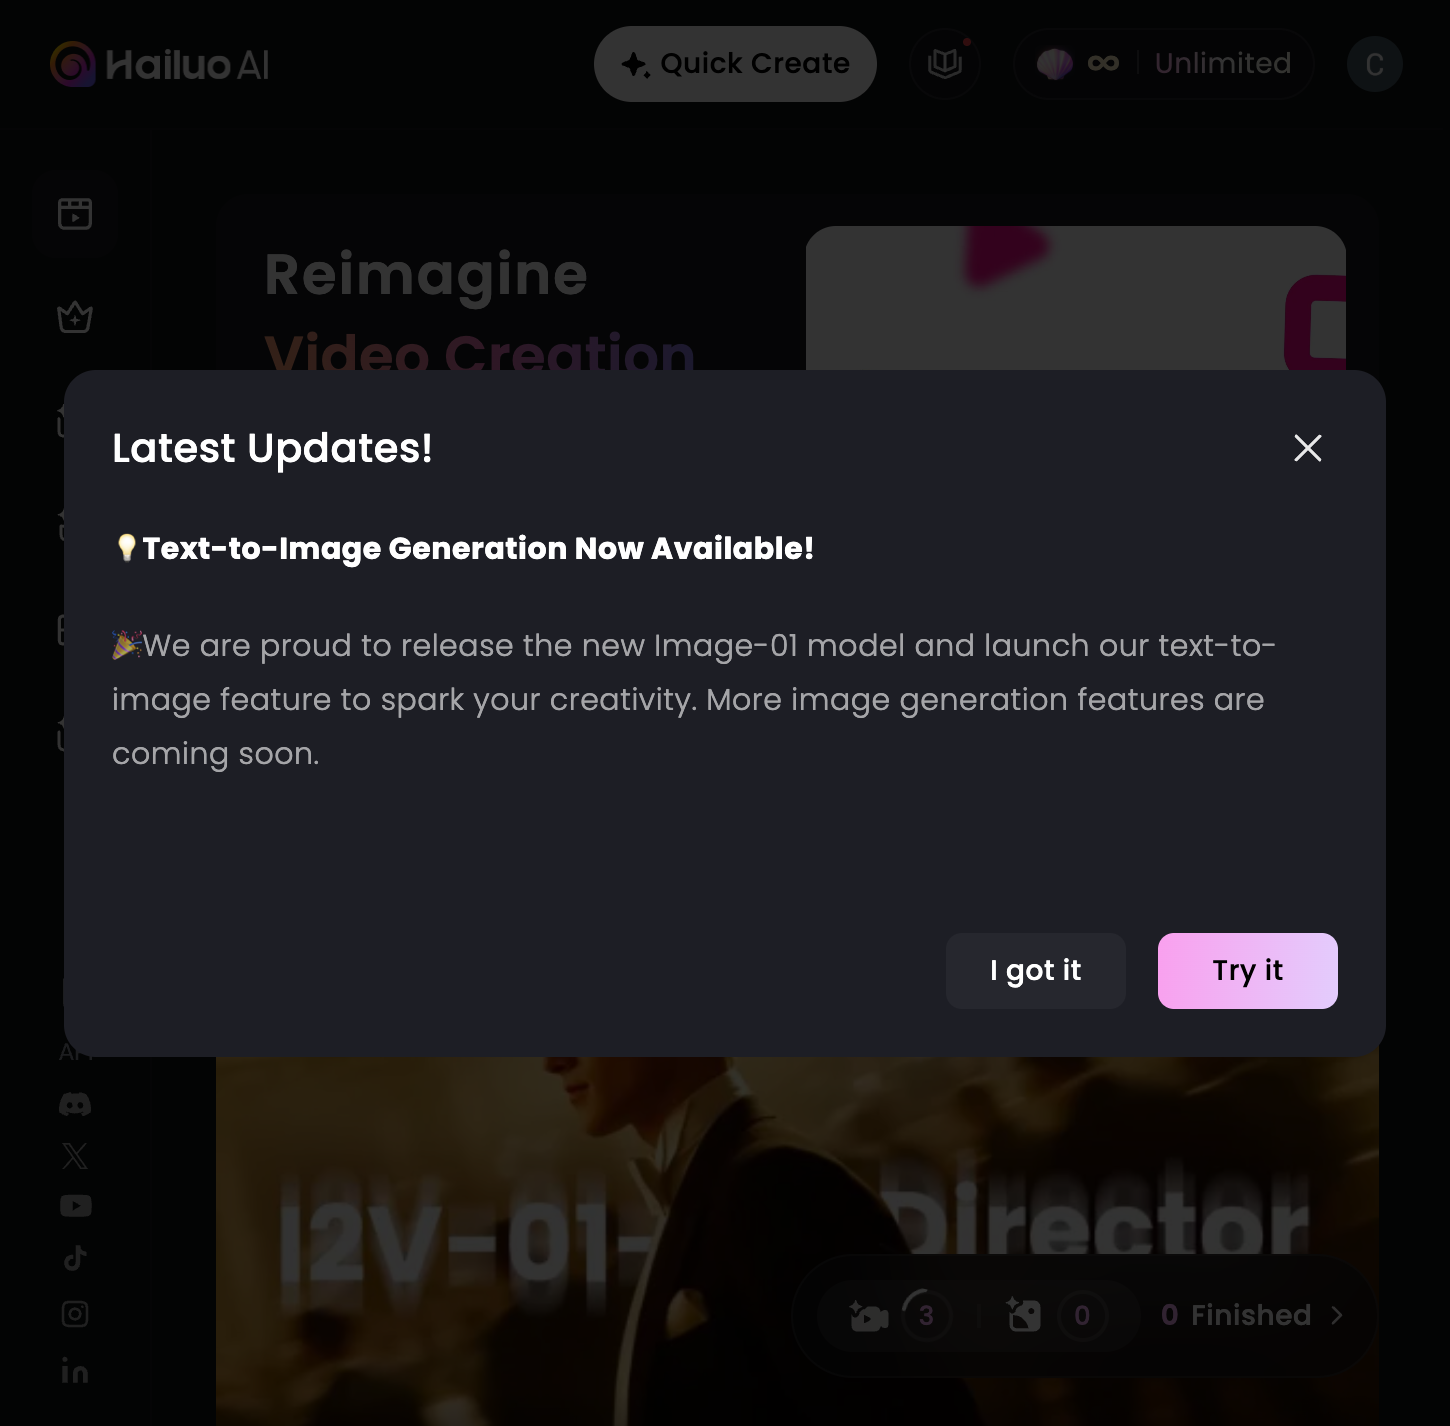 Hailuo AI
Quick Create
∞ | Unlimited
C
Reimagine
Video Creation
Latest Updates!
💡Text-to-Image Generation Now Available!
🎉We are proud to release the new Image-01 model and launch our text-to-
image feature to spark your creativity. More image generation features are
coming soon.
I got it
Try it
API
I2V-01-Director
3 | 0 0 Finished